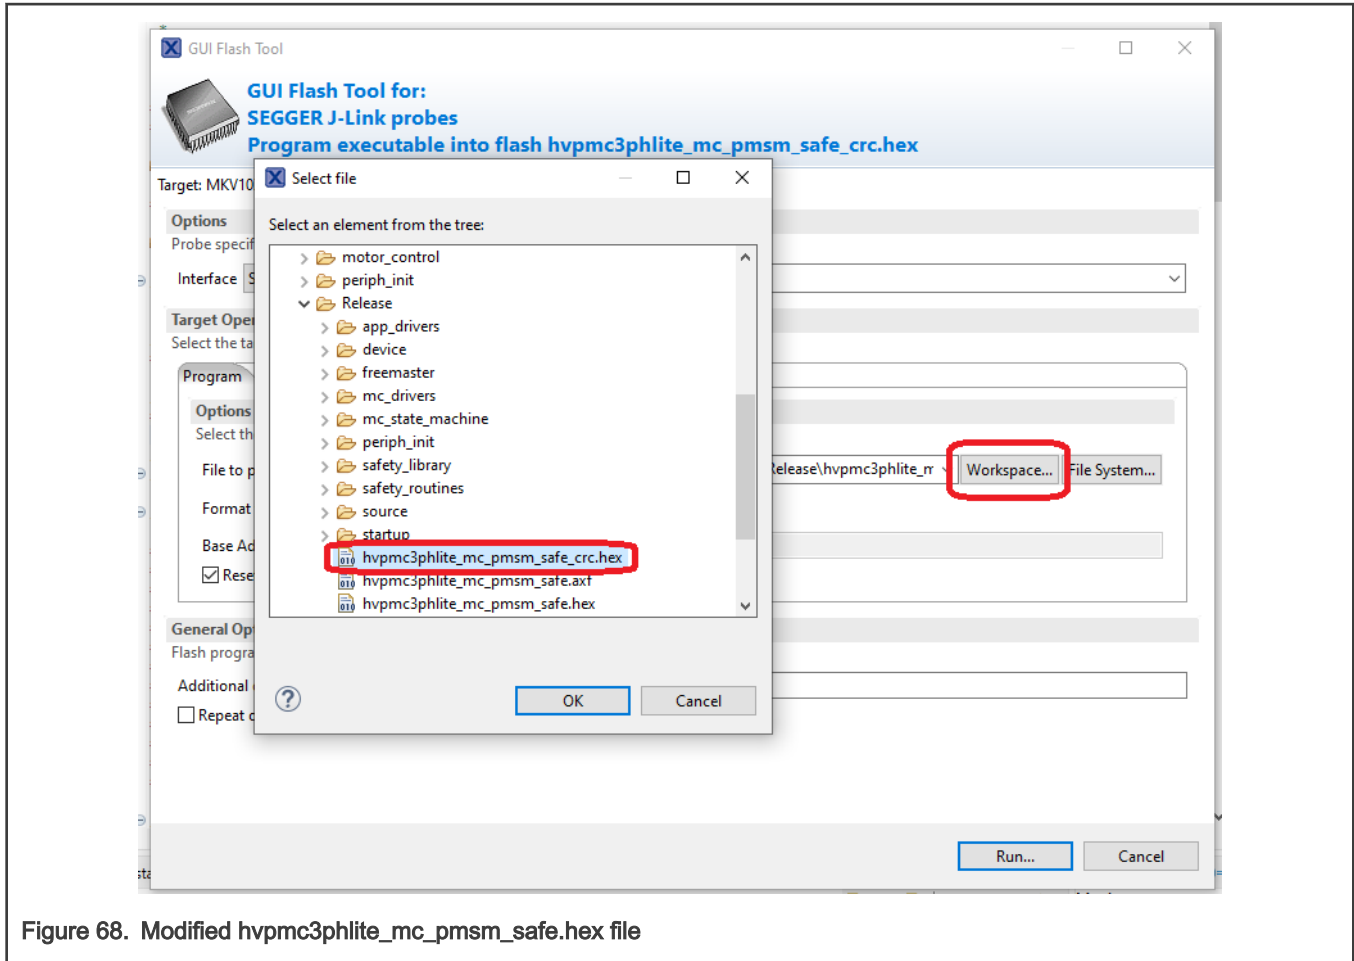 GUI Flash Tool
GUI Flash Tool for:
SEGGER J-Link probes
Program executable into flash hvpmc3phlite_mc_pmsm_safe_crc.hex
Target: MKV10
Select file
Options
Probe specif
Interface
Select an element from the tree:
motor_control
periph_init
Release
app_drivers
device
freemaster
mc_drivers
mc_state_machine
periph_init
safety_library
safety_routines
source
startup
hvpmc3phlite_mc_pmsm_safe_crc.hex
hvpmc3phlite_mc_pmsm_safe.axf
hvpmc3phlite_mc_pmsm_safe.hex
OK
Cancel
Target Oper
Select the ta
Program
Options
Select th
File to p
Release\hvpmc3phlite_m
Workspace...
File System...
Format
Base Ad
Rese
General Opt
Flash progra
Additional
Repeat c
Run...
Cancel
Figure 68. Modified hvpmc3phlite_mc_pmsm_safe.hex file